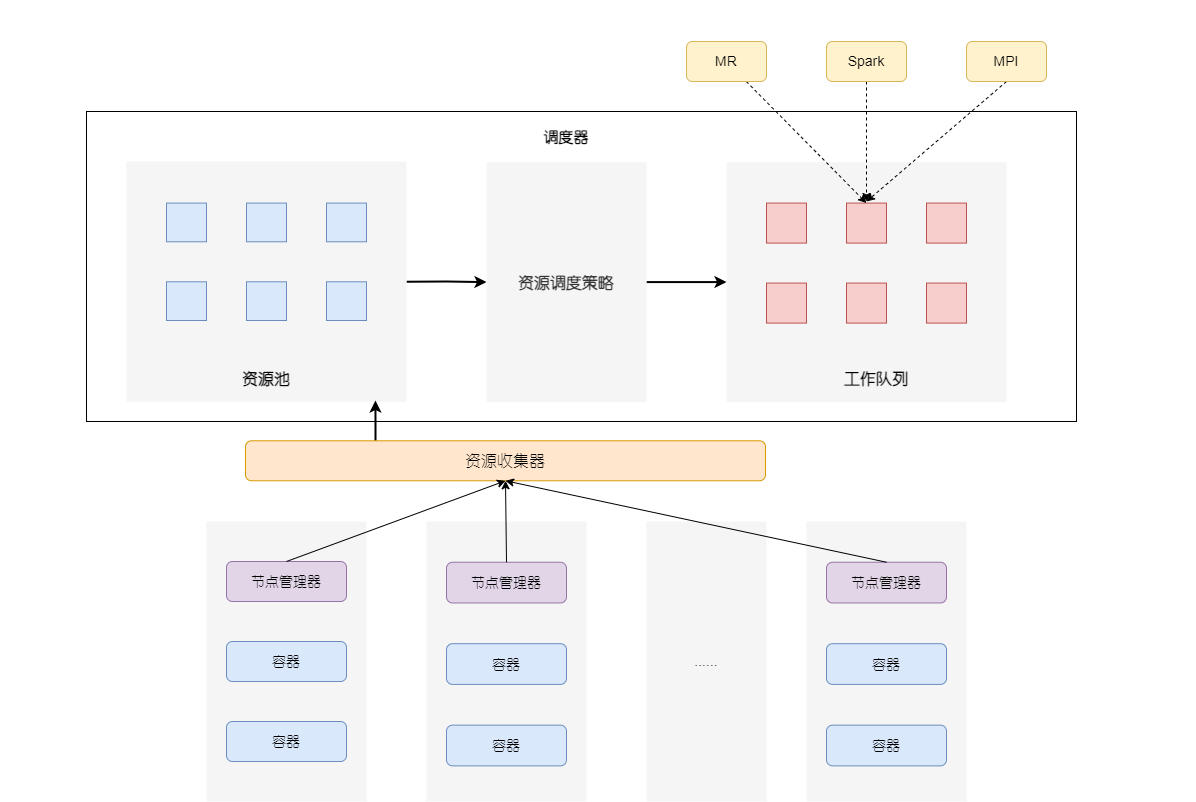 MR
Spark
MPI
调度器
资源调度策略
资源池
工作队列
资源收集器
节点管理器
节点管理器
节点管理器
容器
容器
......
容器
容器
容器
容器